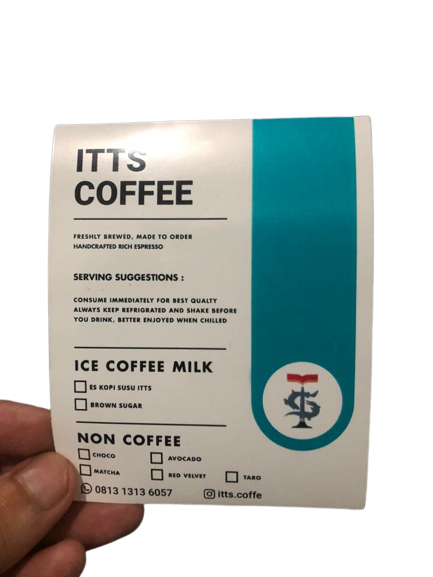 ITTS
COFFEE
FRESHLY BREWED, MADE TO ORDER
HANDCRAFTED RICH ESPRESSO
SERVING SUGGESTIONS :
CONSUME IMMEDIATELY FOR BEST QUALTY
ALWAYS KEEP REFRIGRATED AND SHAKE BEFORE
YOU DRINK, BETTER ENJOYED WHEN CHILLED
ICE COFFEE MILK
ES KOPI SUSU ITTS
BROWN SUGAR
NON COFFEE
CHOCO AVOCADO
MATCHA RED VELVET TARO
0813 1313 6057 itts.coffe